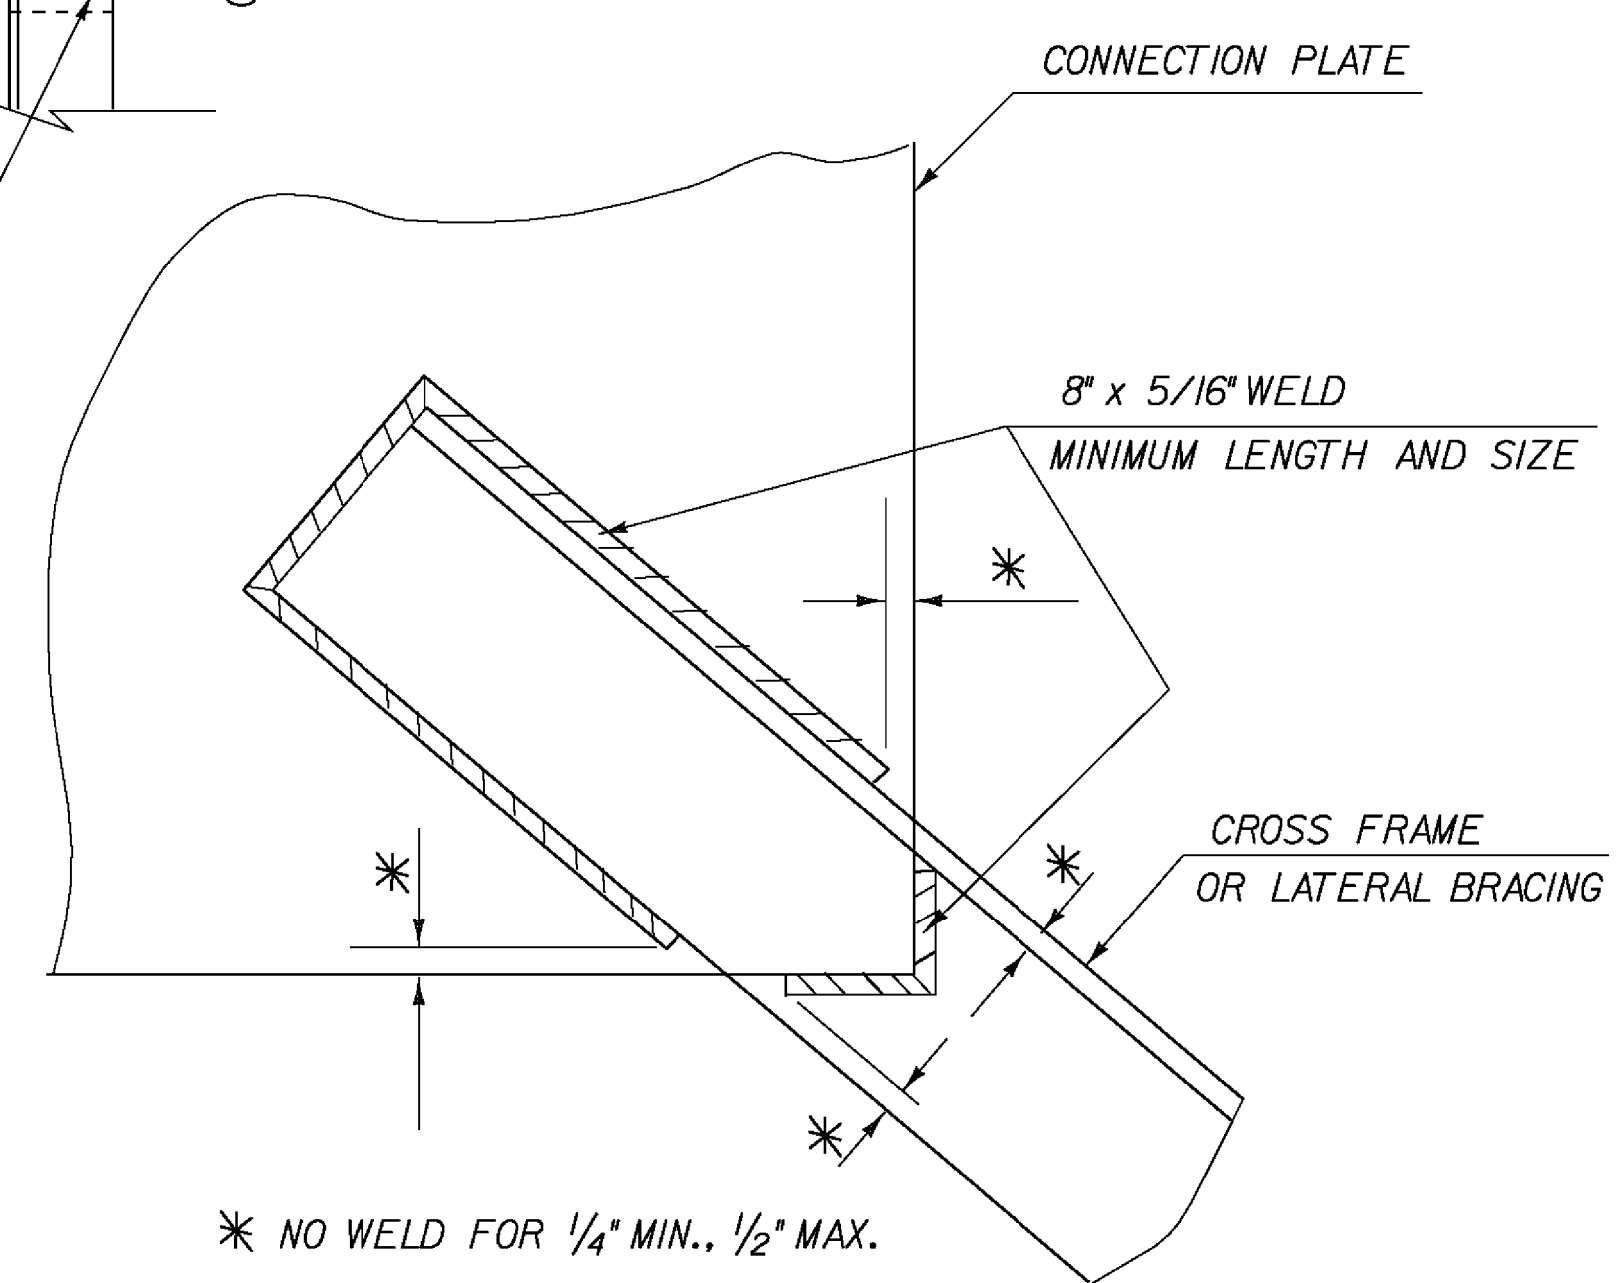 CONNECTION PLATE
8" x 5/16" WELD
MINIMUM LENGTH AND SIZE
*
*
*
CROSS FRAME
OR LATERAL BRACING
*
* NO WELD FOR 1/4" MIN., 1/2" MAX.